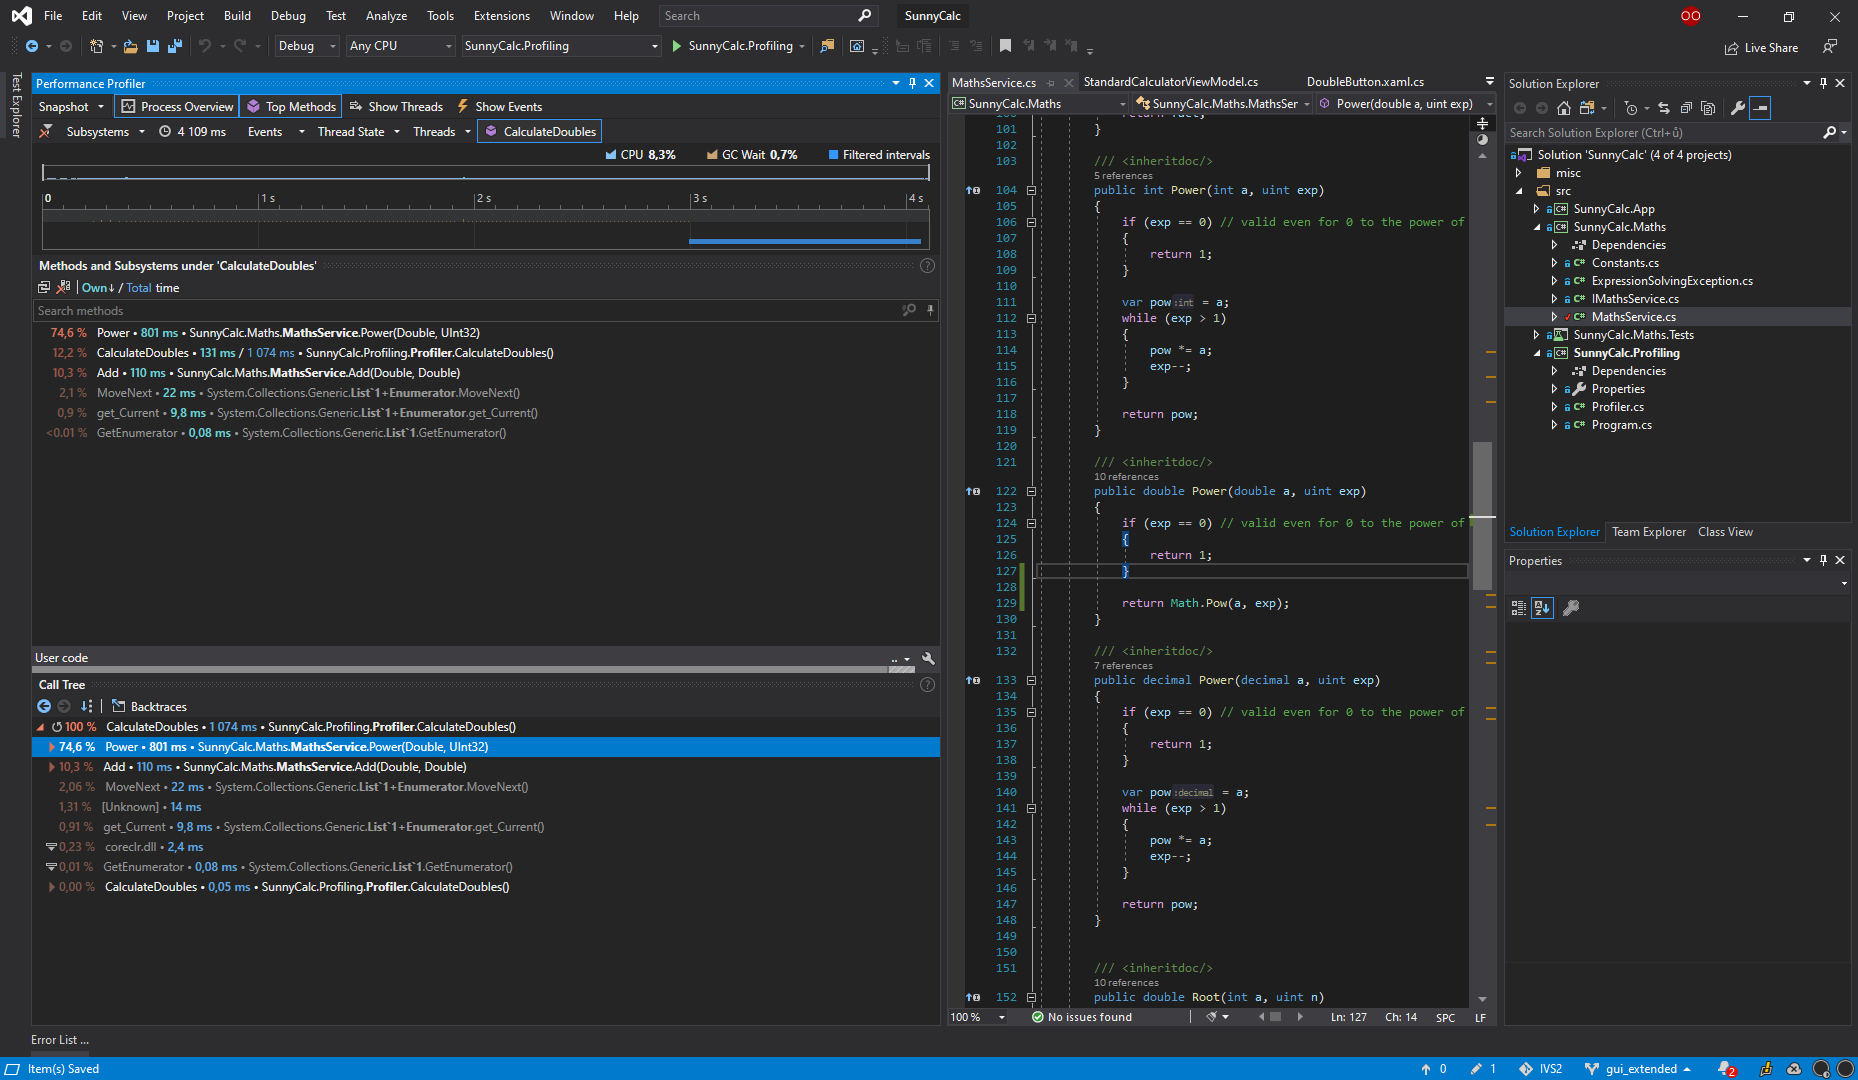 File Edit View Project Build Debug Test Analyze Tools Extensions Window Help Search SunnyCalc
Debug Any CPU SunnyCalc.Profiling SunnyCalc.Profiling Live Share
Test Explorer
Performance Profiler
Snapshot Process Overview Top Methods Show Threads Show Events
Subsystems 4 109 ms Events Thread State Threads CalculateDoubles
CPU 8,3% GC Wait 0,7% Filtered intervals
0 1 s 2 s 3 s 4 s
Methods and Subsystems under 'CalculateDoubles'
Own↓ / Total time
Search methods
74,6 % Power • 801 ms • SunnyCalc.Maths.MathsService.Power(Double, UInt32)
12,2 % CalculateDoubles • 131 ms / 1 074 ms • SunnyCalc.Profiling.Profiler.CalculateDoubles()
10,3 % Add • 110 ms • SunnyCalc.Maths.MathsService.Add(Double, Double)
2,1 % MoveNext • 22 ms • System.Collections.Generic.List`1+Enumerator.MoveNext()
0,9 % get_Current • 9,8 ms • System.Collections.Generic.List`1+Enumerator.get_Current()
<0.01 % GetEnumerator • 0,08 ms • System.Collections.Generic.List`1.GetEnumerator()
User code
Call Tree
Backtraces
100 % CalculateDoubles • 1 074 ms • SunnyCalc.Profiling.Profiler.CalculateDoubles()
74,6 % Power • 801 ms • SunnyCalc.Maths.MathsService.Power(Double, UInt32)
10,3 % Add • 110 ms • SunnyCalc.Maths.MathsService.Add(Double, Double)
2,06 % MoveNext • 22 ms • System.Collections.Generic.List`1+Enumerator.MoveNext()
1,31 % [Unknown] • 14 ms
0,91 % get_Current • 9,8 ms • System.Collections.Generic.List`1+Enumerator.get_Current()
0,23 % coreclr.dll • 2,4 ms
0,01 % GetEnumerator • 0,08 ms • System.Collections.Generic.List`1.GetEnumerator()
0,00 % CalculateDoubles • 0,05 ms • SunnyCalc.Profiling.Profiler.CalculateDoubles()
Error List ...
MathsService.cs StandardCalculatorViewModel.cs DoubleButton.xaml.cs
SunnyCalc.Maths SunnyCalc.Maths.MathsSer Power(double a, uint exp)
101 }
102
103 /// <inheritdoc/>
5 references
104 public int Power(int a, uint exp)
105 {
106 if (exp == 0) // valid even for 0 to the power of
107 {
108 return 1;
109 }
110
111 var pow :int = a;
112 while (exp > 1)
113 {
114 pow *= a;
115 exp--;
116 }
117
118 return pow;
119 }
120
121 /// <inheritdoc/>
10 references
122 public double Power(double a, uint exp)
123 {
124 if (exp == 0) // valid even for 0 to the power of
125 {
126 return 1;
127 }
128
129 return Math.Pow(a, exp);
130 }
131
132 /// <inheritdoc/>
7 references
133 public decimal Power(decimal a, uint exp)
134 {
135 if (exp == 0) // valid even for 0 to the power of
136 {
137 return 1;
138 }
139
140 var pow :decimal = a;
141 while (exp > 1)
142 {
143 pow *= a;
144 exp--;
145 }
146
147 return pow;
148 }
149
150
151 /// <inheritdoc/>
10 references
152 public double Root(int a, uint n)
100 % No issues found Ln: 127 Ch: 14 SPC LF
Solution Explorer
Search Solution Explorer (Ctrl+ů)
Solution 'SunnyCalc' (4 of 4 projects)
misc
src
SunnyCalc.App
SunnyCalc.Maths
Dependencies
Constants.cs
ExpressionSolvingException.cs
IMathsService.cs
MathsService.cs
SunnyCalc.Maths.Tests
SunnyCalc.Profiling
Dependencies
Properties
Profiler.cs
Program.cs
Solution Explorer Team Explorer Class View
Properties
Item(s) Saved 0 1 IVS2 gui_extended 2